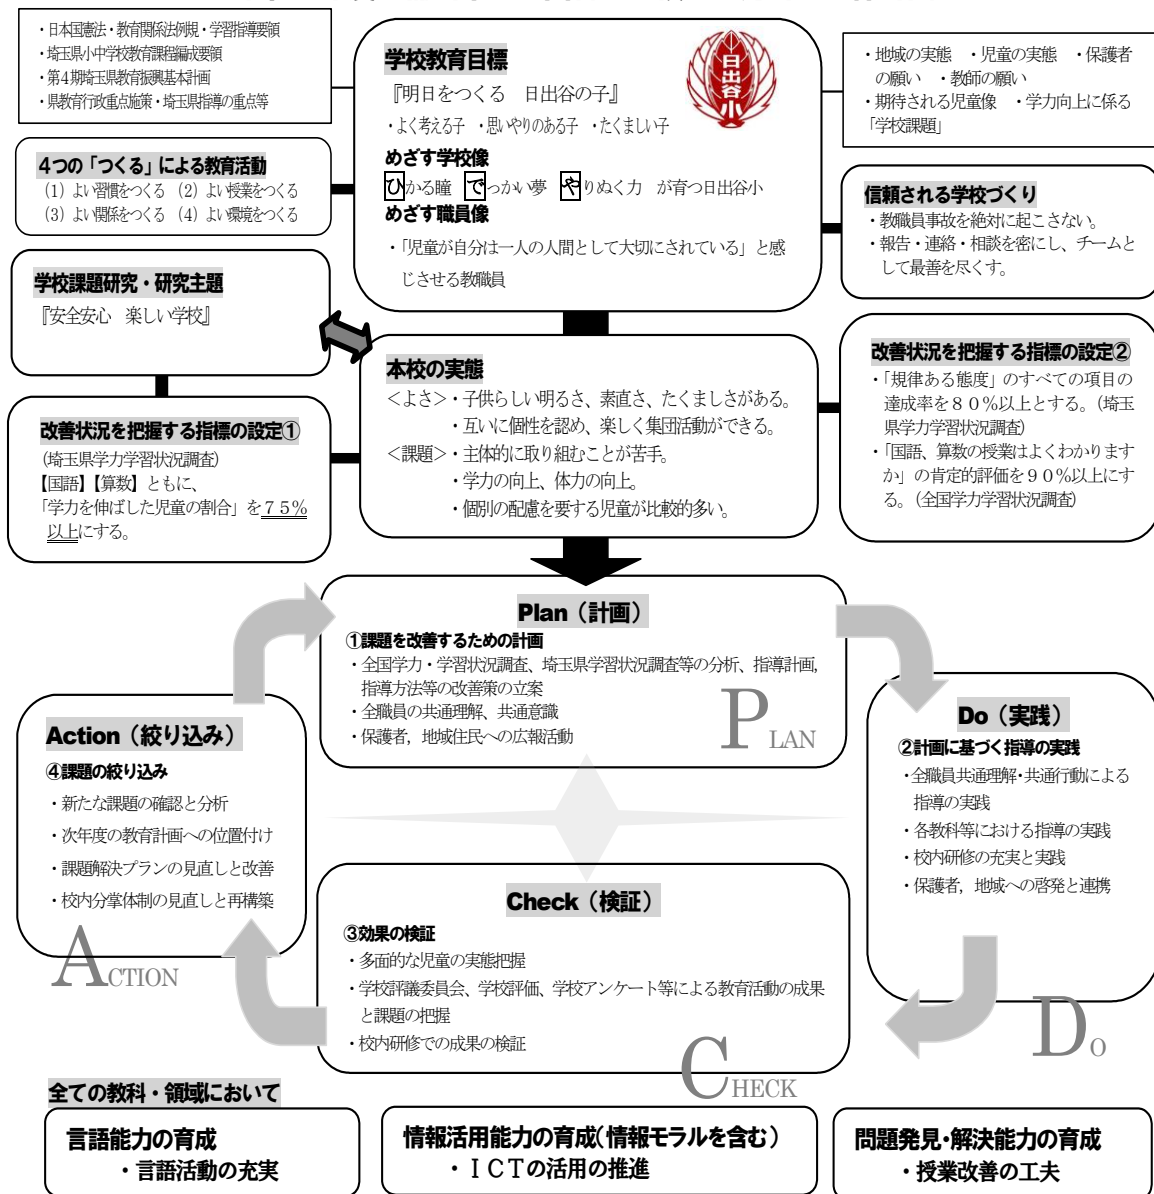 ・日本国憲法・教育関係法例規・学習指導要領
・埼玉県小中学校教育課程編成要領
・第4期埼玉県教育振興基本計画
・県教育行政重点施策・埼玉県指導の重点等
学校教育目標
『明日をつくる　日出谷の子』
・よく考える子　・思いやりのある子　・たくましい子
めざす学校像
ひかる瞳　でっかい夢　やりぬく力　が育つ日出谷小
めざす職員像
・「児童が自分は一人の人間として大切にされている」と感
じさせる教職員
日出谷小
・地域の実態　・児童の実態　・保護者
の願い　・教師の願い
・期待される児童像　・学力向上に係る
「学校課題」
4つの「つくる」による教育活動
(1) よい習慣をつくる　(2) よい授業をつくる
(3) よい関係をつくる　(4) よい環境をつくる
信頼される学校づくり
・教職員事故を絶対に起こさない。
・報告・連絡・相談を密にし、チームと
して最善を尽くす。
学校課題研究・研究主題
『安全安心　楽しい学校』
本校の実態
＜よさ＞・子供らしい明るさ、素直さ、たくましさがある。
・互いに個性を認め、楽しく集団活動ができる。
＜課題＞・主体的に取り組むことが苦手。
・学力の向上、体力の向上。
・個別の配慮を要する児童が比較的多い。
改善状況を把握する指標の設定①
(埼玉県学力学習状況調査)
【国語】【算数】ともに、
「学力を伸ばした児童の割合」を７５%
以上にする。
改善状況を把握する指標の設定②
・「規律ある態度」のすべての項目の
達成率を８０%以上とする。(埼玉
県学力学習状況調査)
・「国語、算数の授業はよくわかります
か」の肯定的評価を９０%以上にす
る。(全国学力学習状況調査)
Plan（計画）
①課題を改善するための計画
・全国学力・学習状況調査、埼玉県学習状況調査等の分析、指導計画,
指導方法等の改善策の立案
・全職員の共通理解、共通意識
・保護者，地域住民への広報活動
PLAN
Do（実践）
②計画に基づく指導の実践
・全職員共通理解・共通行動による
指導の実践
・各教科等における指導の実践
・校内研修の充実と実践
・保護者，地域への啓発と連携
DO
Check（検証）
③効果の検証
・多面的な児童の実態把握
・学校評議委員会、学校評価、学校アンケート等による教育活動の成果
と課題の把握
・校内研修での成果の検証
CHECK
Action（絞り込み）
④課題の絞り込み
・新たな課題の確認と分析
・次年度の教育計画への位置付け
・課題解決プランの見直しと改善
・校内分掌体制の見直しと再構築
ACTION
全ての教科・領域において
言語能力の育成
・言語活動の充実
情報活用能力の育成(情報モラルを含む）
・ＩＣＴの活用の推進
問題発見・解決能力の育成
・授業改善の工夫